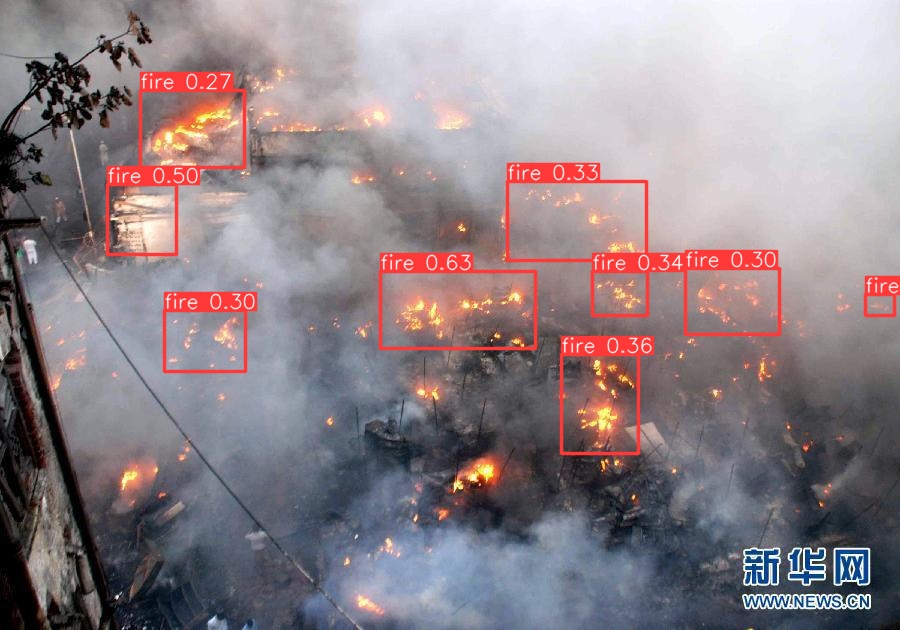 fire 0.27
fire 0.50
fire 0.33
fire 0.63
fire 0.34
fire 0.30
fire
fire 0.30
fire 0.36
新华网
WWW.NEWS.CN